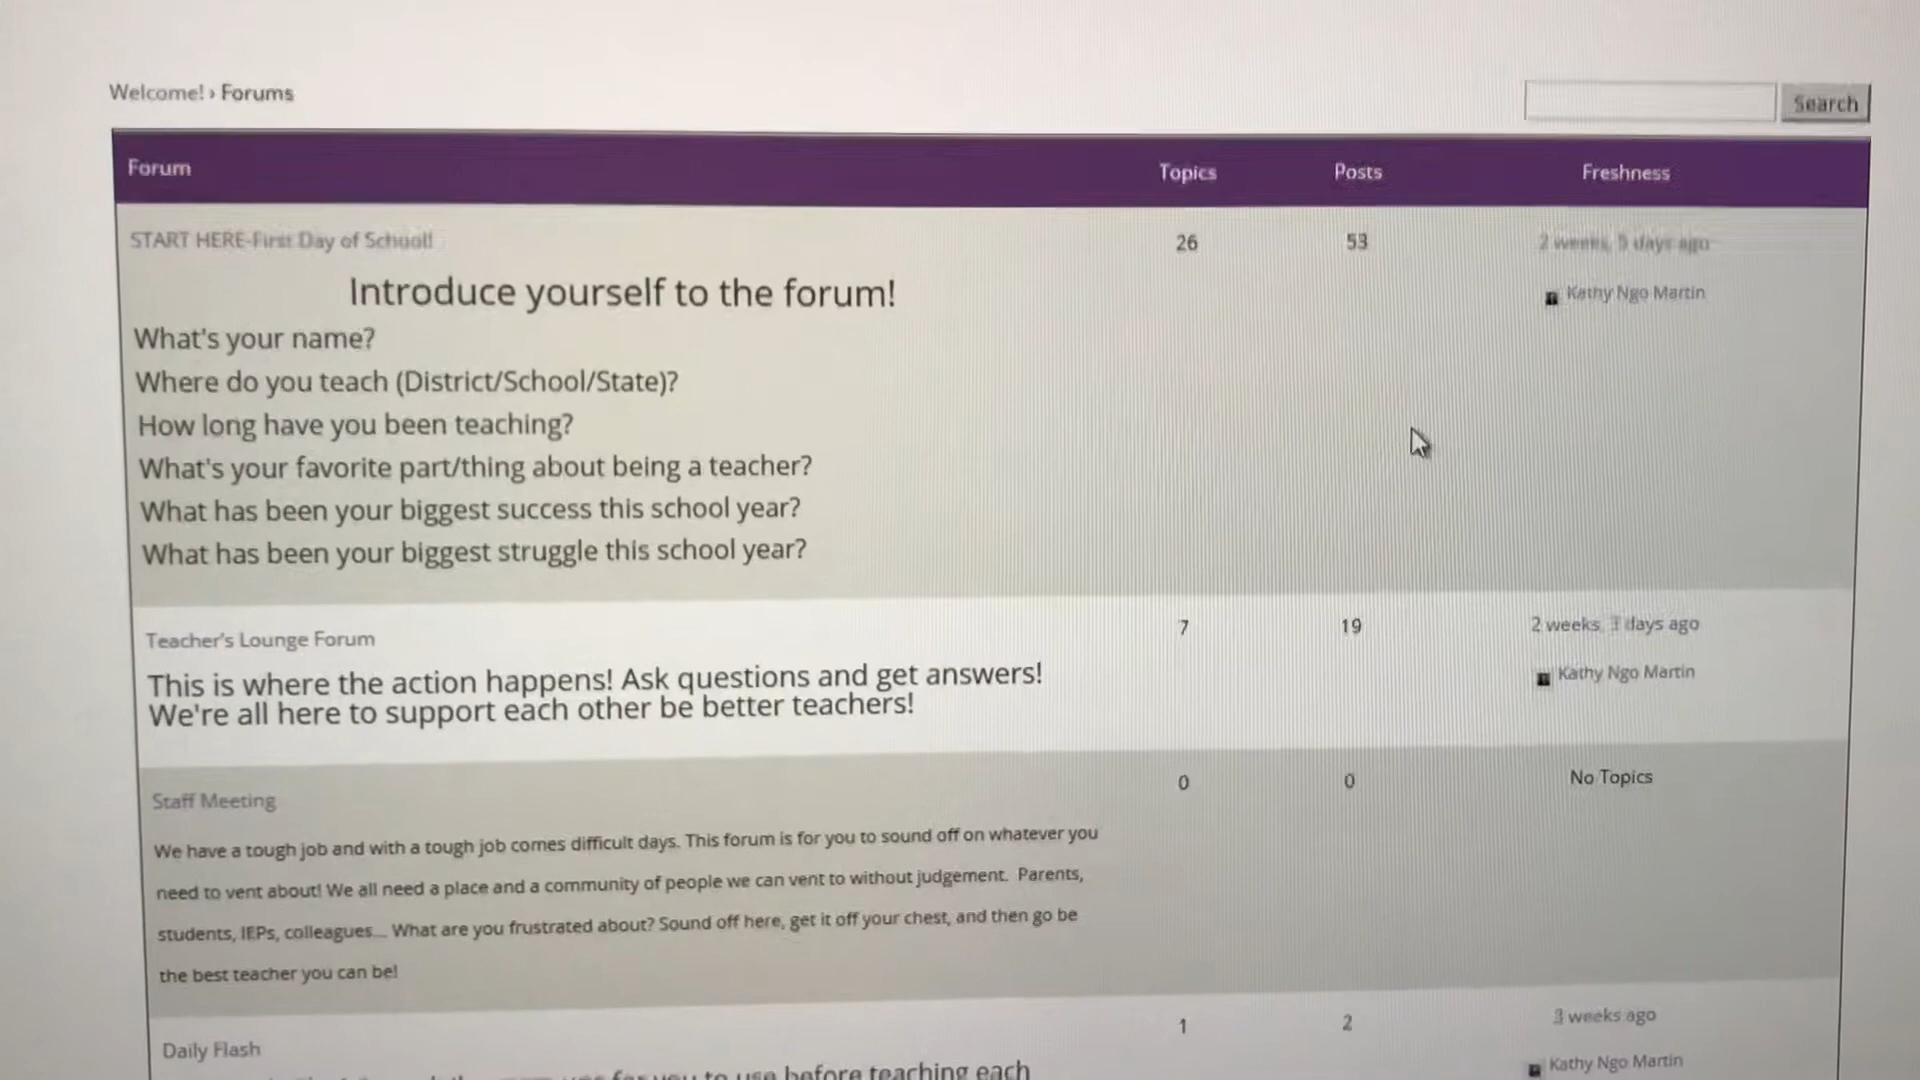 Welcome! › Forums
Search
Forum Topics Posts Freshness
START HERE-First Day of School! 26 53 2 weeks, 5 days ago
Introduce yourself to the forum! Kathy Ngo Martin
What's your name?
Where do you teach (District/School/State)?
How long have you been teaching?
What's your favorite part/thing about being a teacher?
What has been your biggest success this school year?
What has been your biggest struggle this school year?
Teacher's Lounge Forum 7 19 2 weeks, 3 days ago
This is where the action happens! Ask questions and get answers! Kathy Ngo Martin
We're all here to support each other be better teachers!
Staff Meeting 0 0 No Topics
We have a tough job and with a tough job comes difficult days. This forum is for you to sound off on whatever you
need to vent about! We all need a place and a community of people we can vent to without judgement. Parents,
students, IEPs, colleagues... What are you frustrated about? Sound off here, get it off your chest, and then go be
the best teacher you can be!
Daily Flash 1 2 3 weeks ago
for you to use before teaching each Kathy Ngo Martin